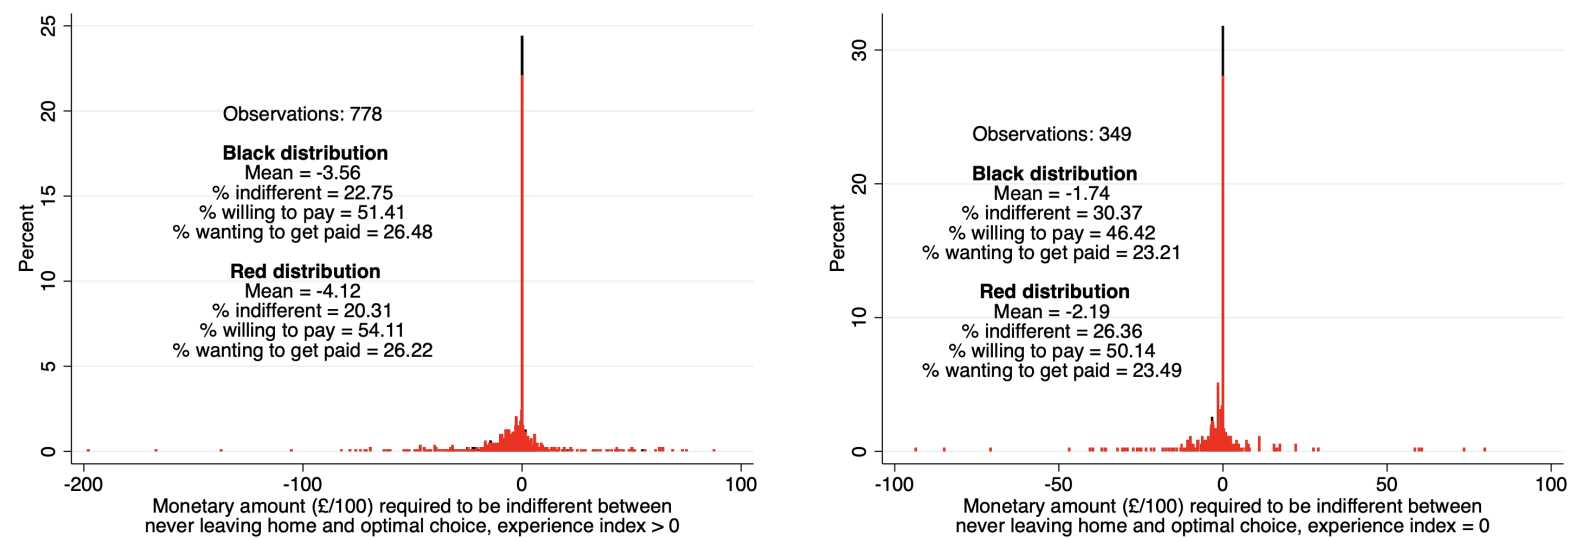 25
20
15
10
5
0
Percent
Observations: 778
Black distribution
Mean = -3.56
% indifferent = 22.75
% willing to pay = 51.41
% wanting to get paid = 26.48
Red distribution
Mean = -4.12
% indifferent = 20.31
% willing to pay = 54.11
% wanting to get paid = 26.22
-200
-100
0
100
Monetary amount (£/100) required to be indifferent between
never leaving home and optimal choice, experience index > 0
30
20
10
0
Percent
Observations: 349
Black distribution
Mean = -1.74
% indifferent = 30.37
% willing to pay = 46.42
% wanting to get paid = 23.21
Red distribution
Mean = -2.19
% indifferent = 26.36
% willing to pay = 50.14
% wanting to get paid = 23.49
-100
-50
0
50
100
Monetary amount (£/100) required to be indifferent between
never leaving home and optimal choice, experience index = 0